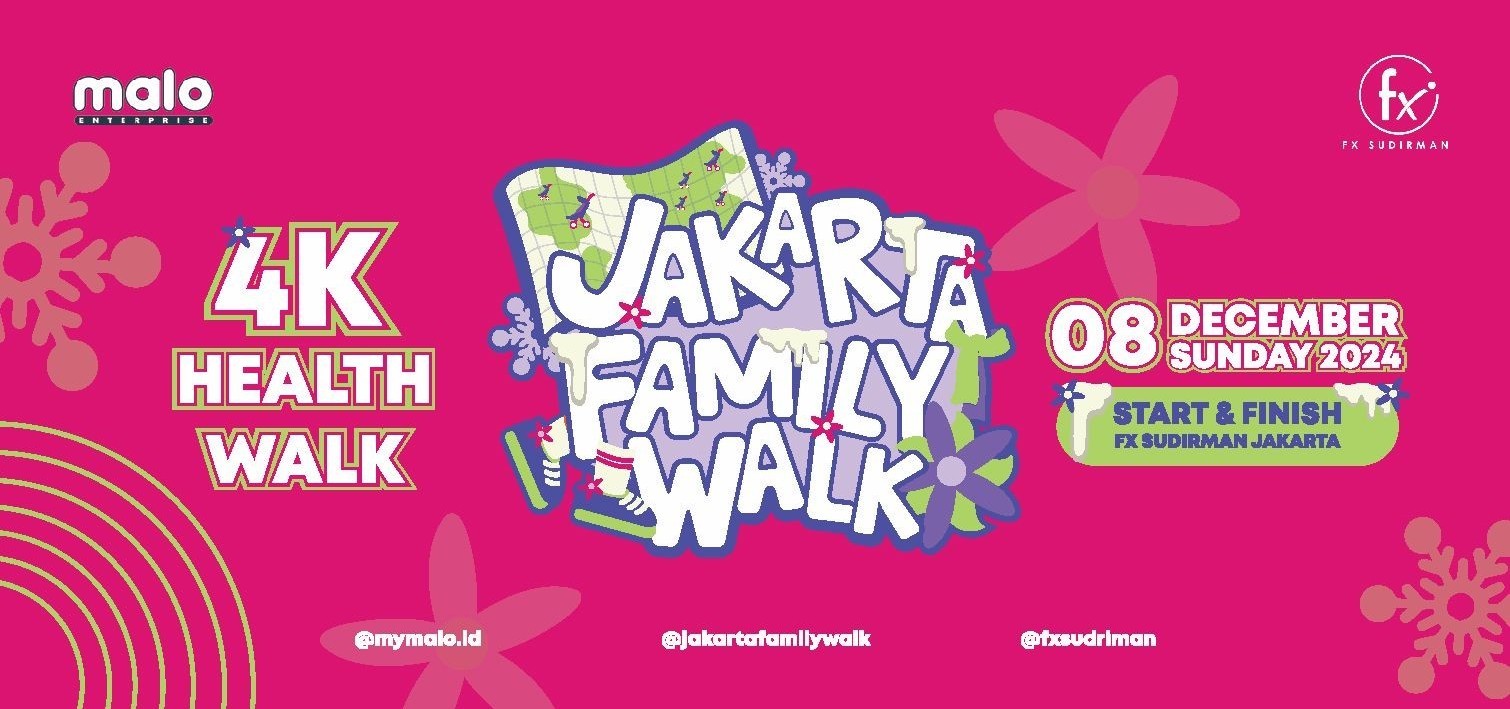 malo
ENTERPRISE
fx
FX SUDIRMAN
4K
HEALTH
WALK
JAKARTA
FAMILY
WALK
08 DECEMBER
SUNDAY 2024
START & FINISH
FX SUDIRMAN JAKARTA
@mymalo.id
@jakartafamilywalk
@fxsudriman